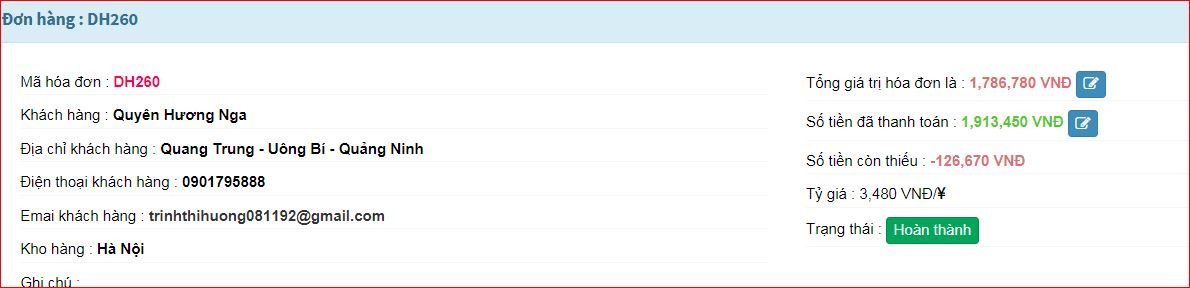 Đơn hàng : DH260
Mã hóa đơn : DH260
Khách hàng : Quyên Hương Nga
Địa chỉ khách hàng : Quang Trung - Uông Bí - Quảng Ninh
Điện thoại khách hàng : 0901795888
Emai khách hàng : trinhthihuong081192@gmail.com
Kho hàng : Hà Nội
Ghi chú :
Tổng giá trị hóa đơn là : 1,786,780 VNĐ
Số tiền đã thanh toán : 1,913,450 VNĐ
Số tiền còn thiếu : -126,670 VNĐ
Tỷ giá : 3,480 VNĐ/¥
Trạng thái : Hoàn thành